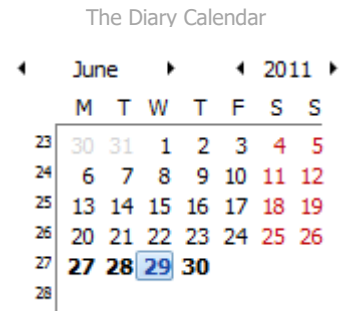 The Diary Calendar
June 2011
M T W T F S S
23 30 31 1 2 3 4 5
24 6 7 8 9 10 11 12
25 13 14 15 16 17 18 19
26 20 21 22 23 24 25 26
27 27 28 29 30
28